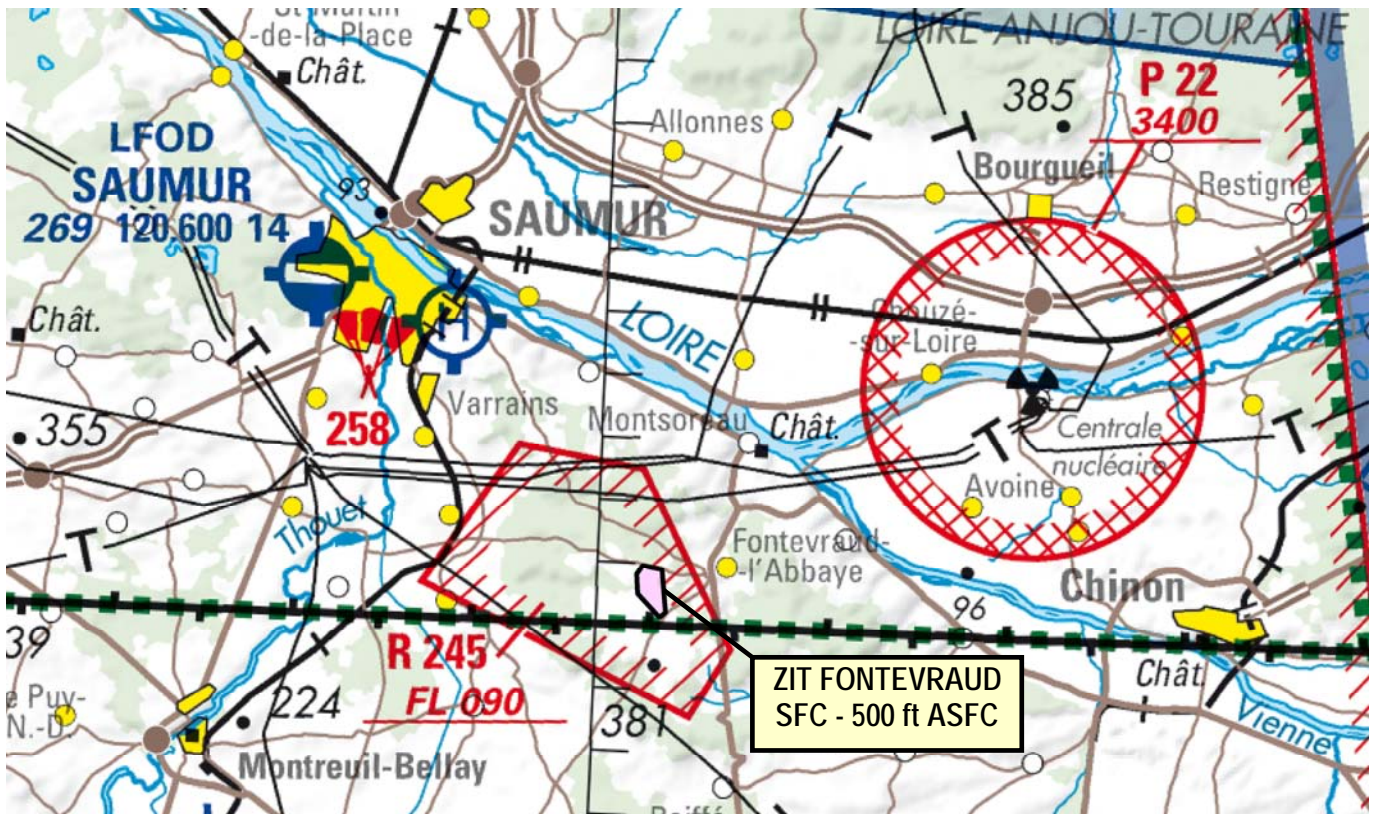 St-Martin
-de-la-Place
Chât.
LOIRE-ANJOU-TOURAINE
P 22
3400
385
Allonnes
Bourgueil
Restigné
LFOD
SAUMUR
269 120,600 14
93
SAUMUR
Chât.
LOIRE
Chouzé-
-sur-Loire
H
258
Varrains
Montsoreau
Chât.
355
Centrale
nucléaire
Avoine
Thouet
Fontevraud-
-l'Abbaye
Chinon
96
39
R 245
FL 090
224
381
ZIT FONTEVRAUD
SFC - 500 ft ASFC
Chât.
Vienne
e Puy-
N.-D.
Montreuil-Bellay